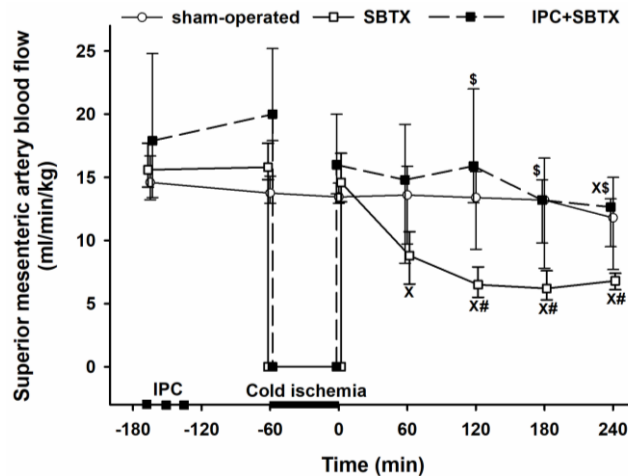 sham-operated SBTX IPC+SBTX
Superior mesenteric artery blood flow
(ml/min/kg)
25
20
15
10
5
0
$
$
X$
X
X#
X#
X#
IPC Cold ischemia
-180 -120 -60 0 60 120 180 240
Time (min)